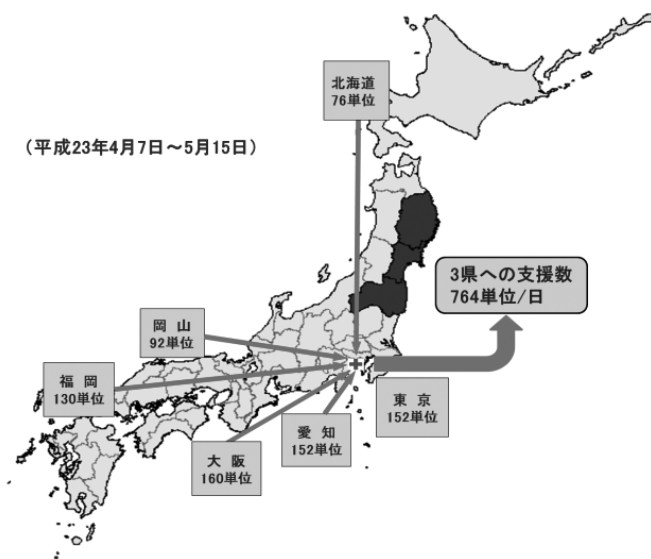 北海道
76単位
(平成23年4月7日～5月15日)
3県への支援数
764単位/日
岡 山
92単位
福 岡
130単位
東 京
152単位
愛 知
152単位
大 阪
160単位